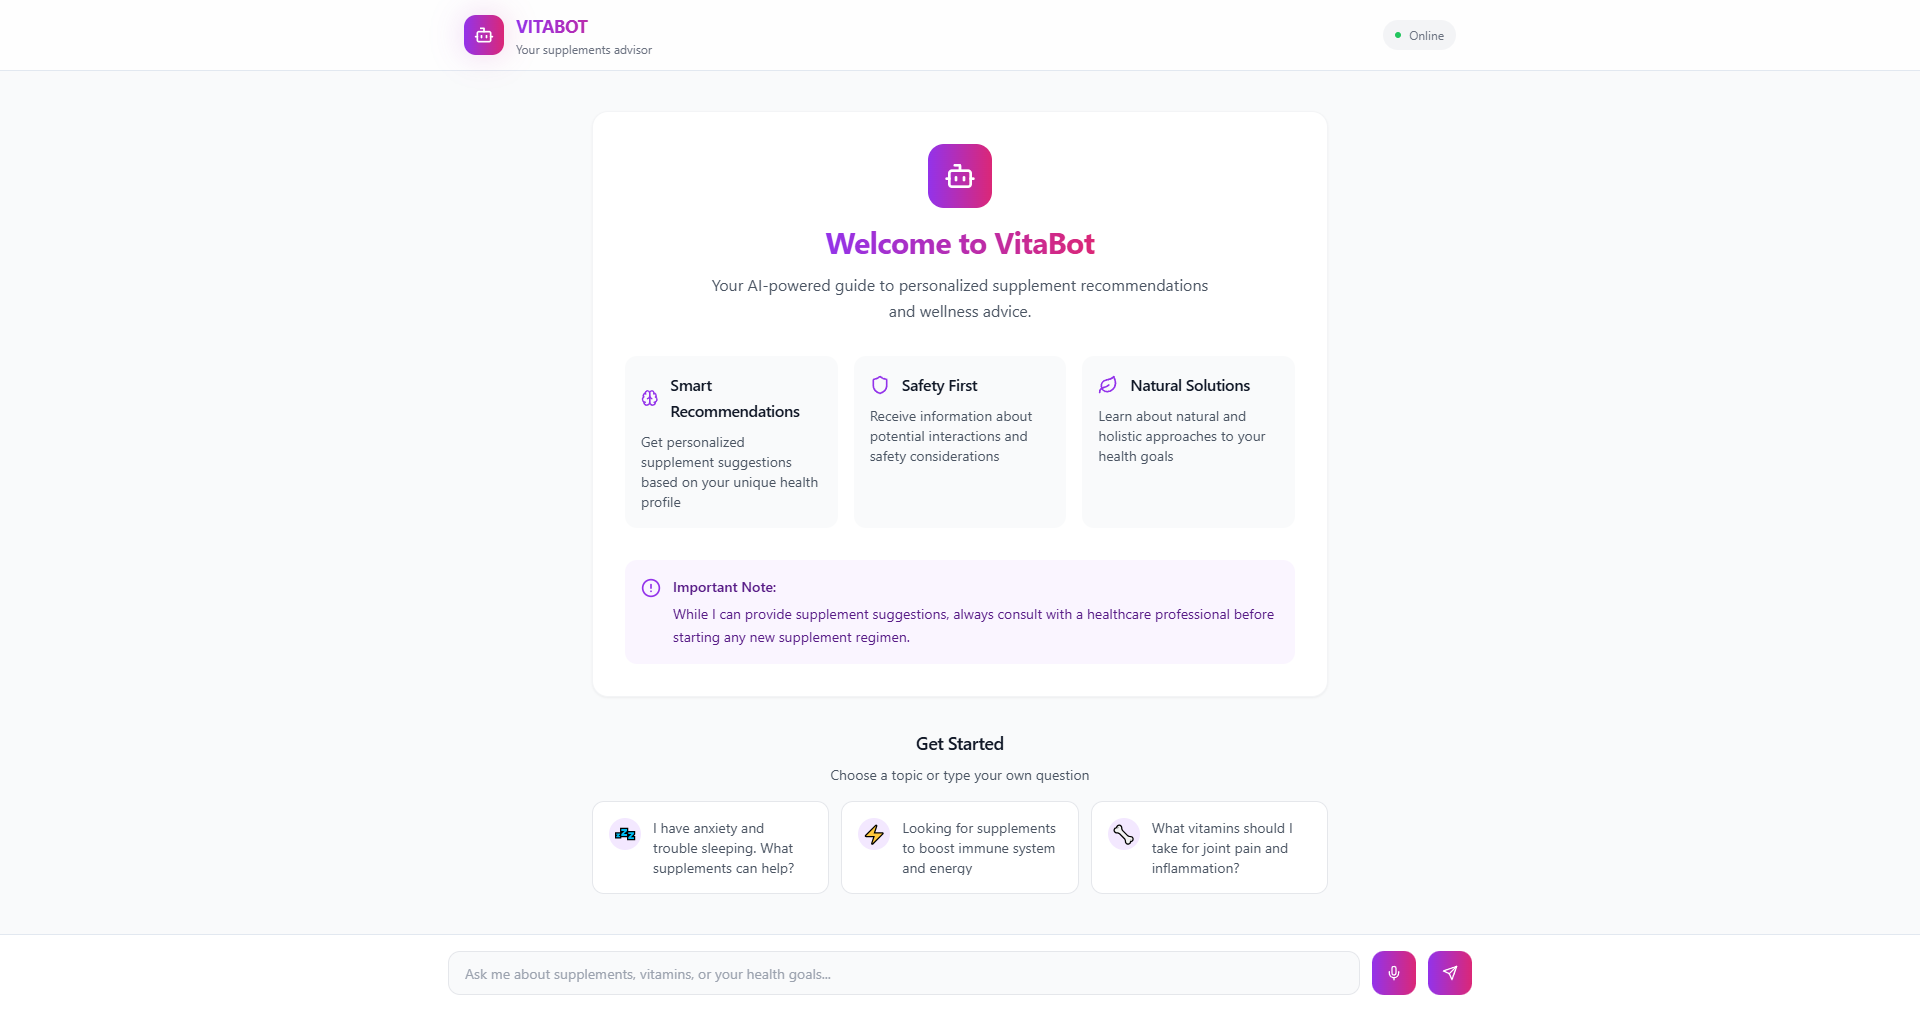 VITABOT
Your supplements advisor
Online
Welcome to VitaBot
Your AI-powered guide to personalized supplement recommendations
and wellness advice.
Smart
Recommendations
Get personalized
supplement suggestions
based on your unique health
profile
Safety First
Receive information about
potential interactions and
safety considerations
Natural Solutions
Learn about natural and
holistic approaches to your
health goals
Important Note:
While I can provide supplement suggestions, always consult with a healthcare professional before
starting any new supplement regimen.
Get Started
Choose a topic or type your own question
I have anxiety and
trouble sleeping. What
supplements can help?
Looking for supplements
to boost immune system
and energy
What vitamins should I
take for joint pain and
inflammation?
Ask me about supplements, vitamins, or your health goals...